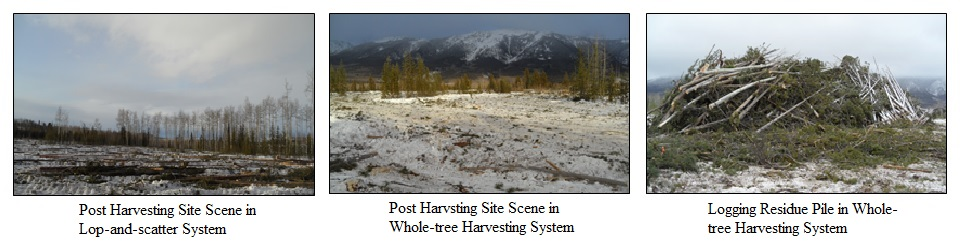 Post Harvesting Site Scene in
Lop-and-scatter System
Post Harvsting Site Scene in
Whole-tree Harvesting System
Logging Residue Pile in Whole-
tree Harvesting System